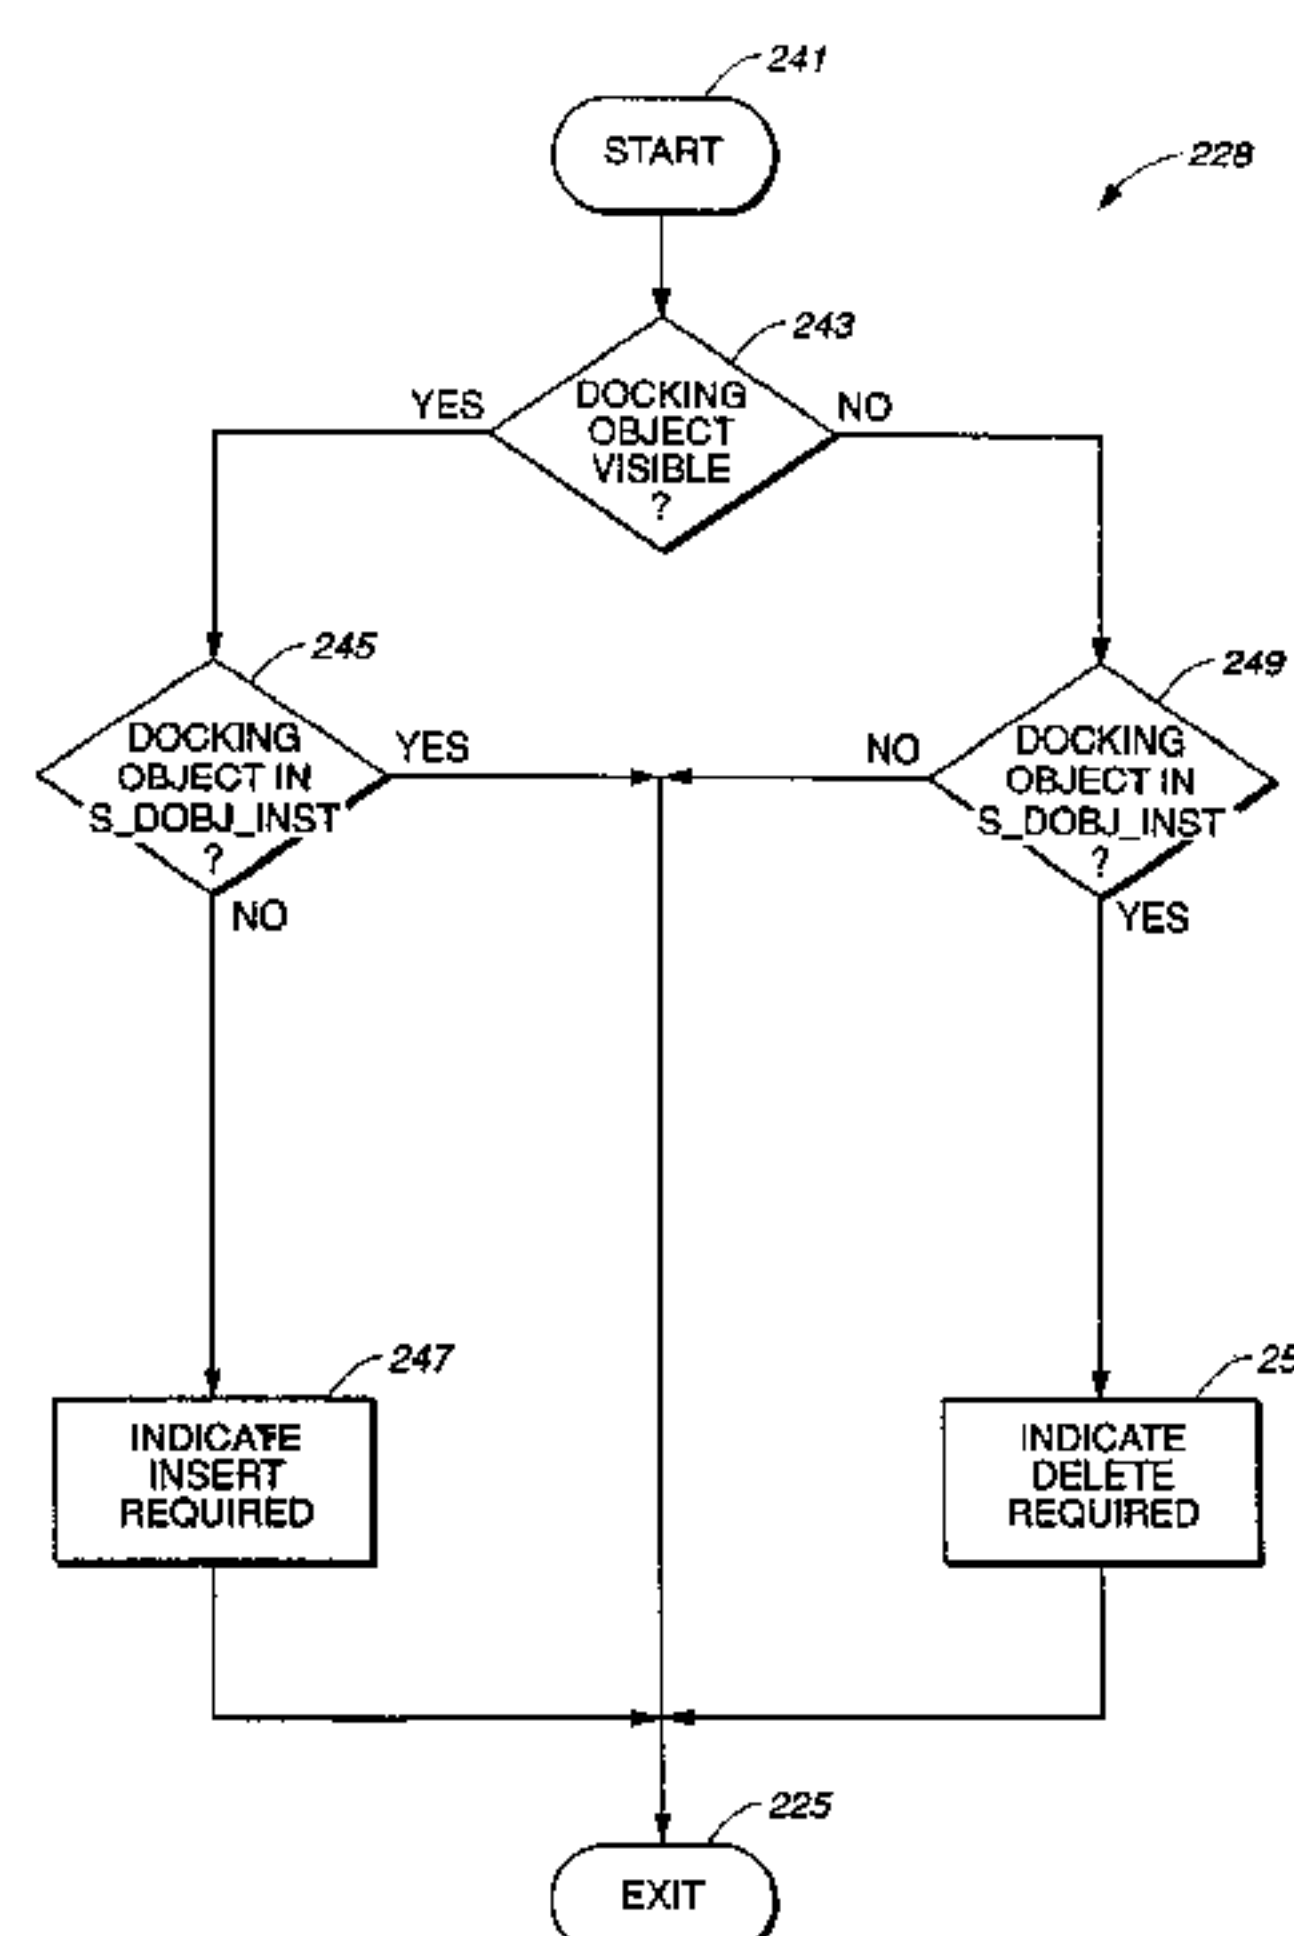 241
START
228
243
YES
DOCKING
OBJECT
VISIBLE
?
NO
245
249
DOCKING
OBJECT IN
S_DOBJ_INST
?
YES
NO
NO
DOCKING
OBJECT IN
S_DOBJ_INST
?
YES
247
INDICATE
INSERT
REQUIRED
25
INDICATE
DELETE
REQUIRED
225
EXIT